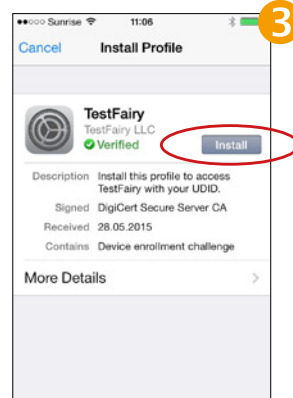 ●●○○○ Sunrise 11:06
3
Cancel Install Profile
TestFairy
TestFairy LLC
Verified
Install
Description Install this profile to access
TestFairy with your UDID.
Signed DigiCert Secure Server CA
Received 28.05.2015
Contains Device enrollment challenge
More Details